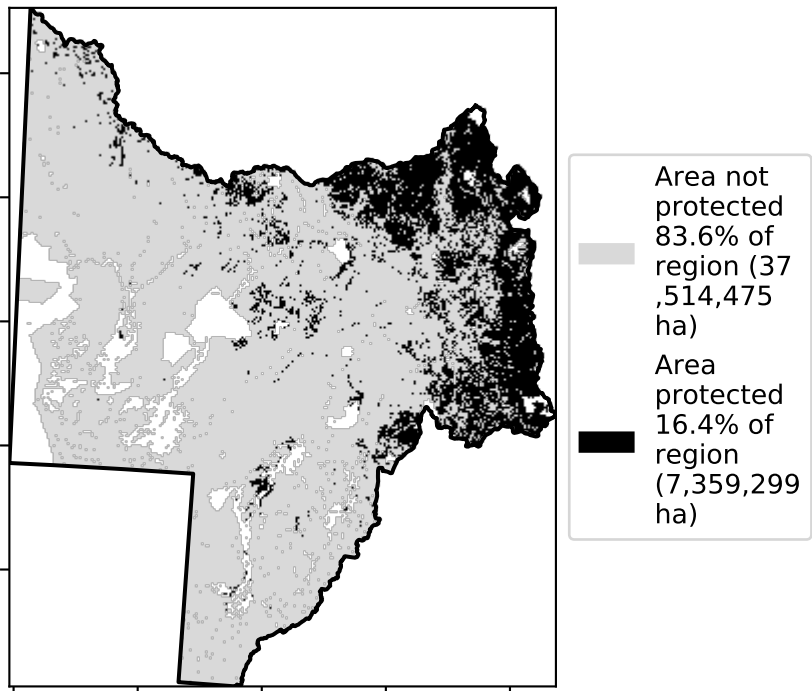 Area not
protected
83.6% of
region (37
,514,475
ha)
Area
protected
16.4% of
region
(7,359,299
ha)